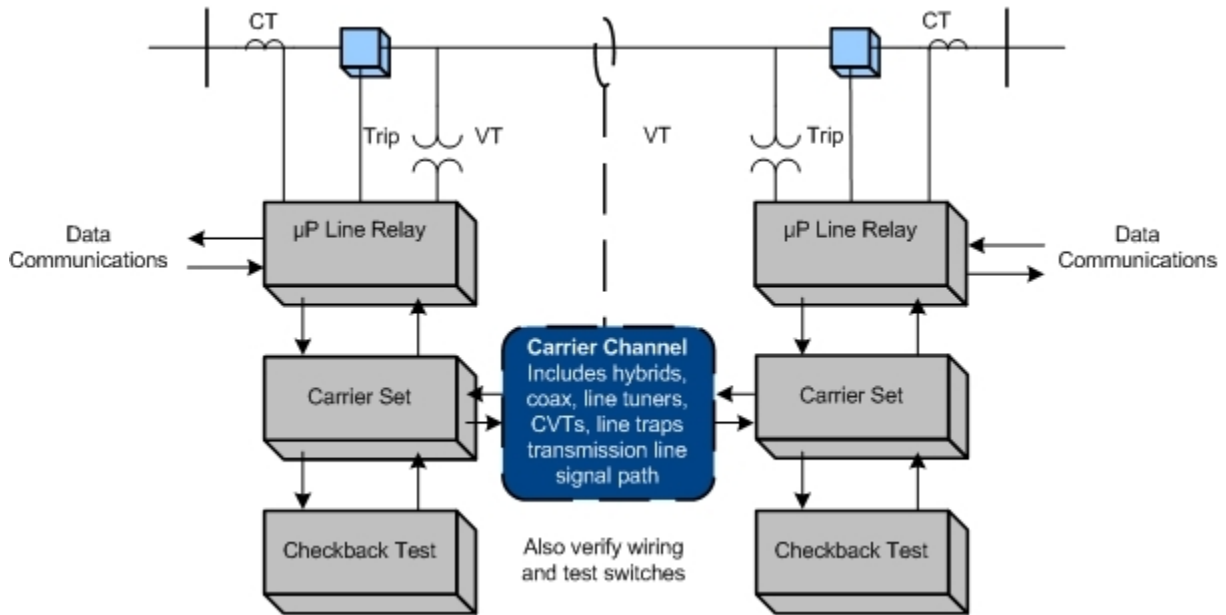 CT
CT
Trip
VT
VT
Trip
µP Line Relay
µP Line Relay
Data
Communications
Data
Communications
Carrier Channel
Includes hybrids,
coax, line tuners,
CVTs, line traps
transmission line
signal path
Carrier Set
Carrier Set
Checkback Test
Also verify wiring
and test switches
Checkback Test